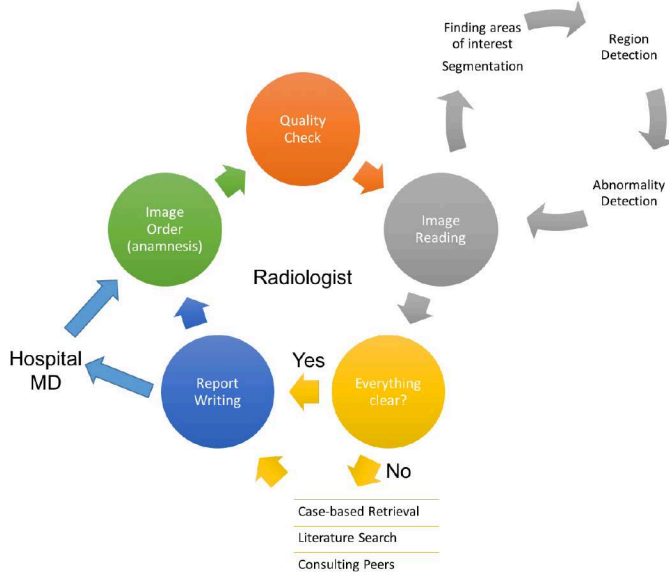 Finding areas
of interest
Segmentation
Region
Detection
Quality
Check
Abnormality
Detection
Image
Order
(anamnesis)
Image
Reading
Radiologist
Hospital
MD
Report
Writing
Yes
Everything
clear?
No
Case-based Retrieval
Literature Search
Consulting Peers